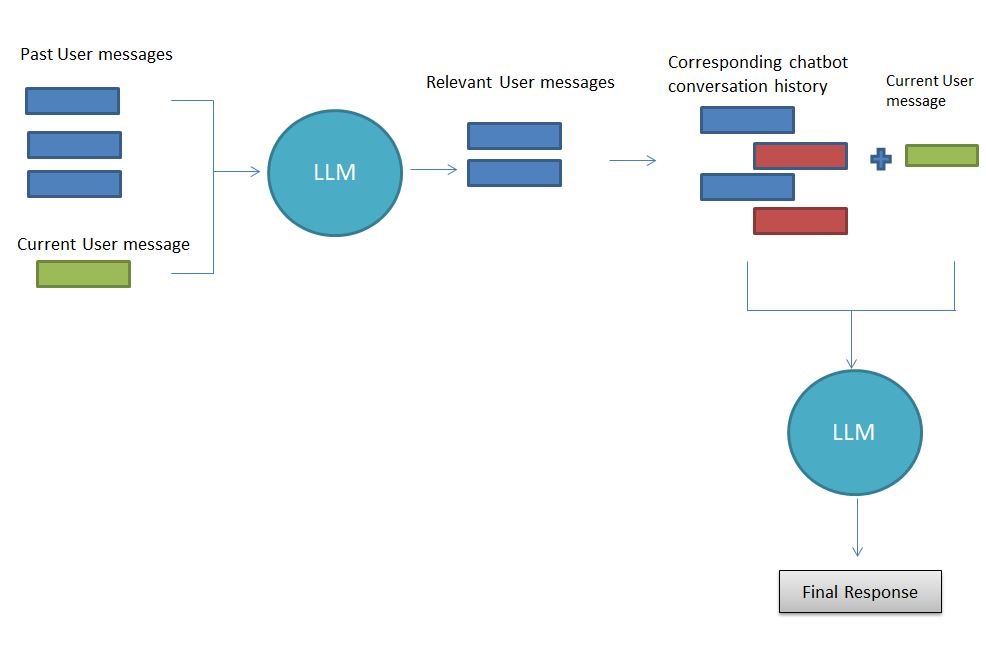 Past User messages
Current User message
LLM
Relevant User messages
Corresponding chatbot
conversation history
Current User
message
LLM
Final Response